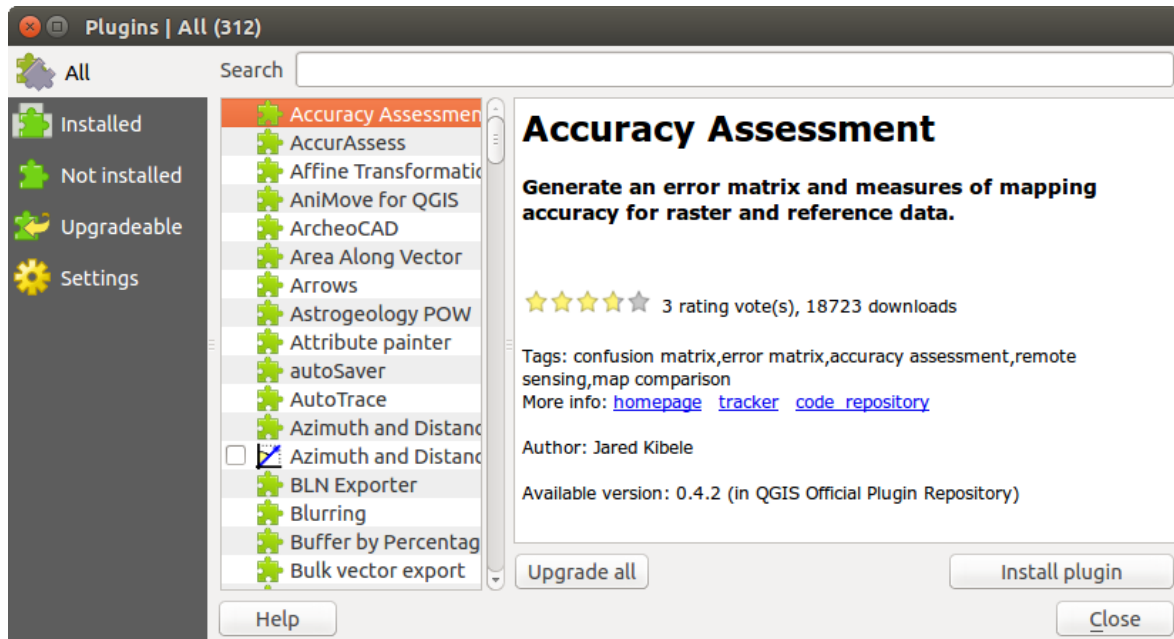 Plugins | All (312)
All
Installed
Not installed
Upgradeable
Settings
Search
Accuracy Assessmen
AccurAssess
Affine Transformatic
AniMove for QGIS
ArcheoCAD
Area Along Vector
Arrows
Astrogeology POW
Attribute painter
autoSaver
AutoTrace
Azimuth and Distanc
Azimuth and Distanc
BLN Exporter
Blurring
Buffer by Percentag
Bulk vector export
Accuracy Assessment
Generate an error matrix and measures of mapping
accuracy for raster and reference data.
3 rating vote(s), 18723 downloads
Tags: confusion matrix,error matrix,accuracy assessment,remote
sensing,map comparison
More info: homepage tracker code repository
Author: Jared Kibele
Available version: 0.4.2 (in QGIS Official Plugin Repository)
Upgrade all
Install plugin
Help
Close